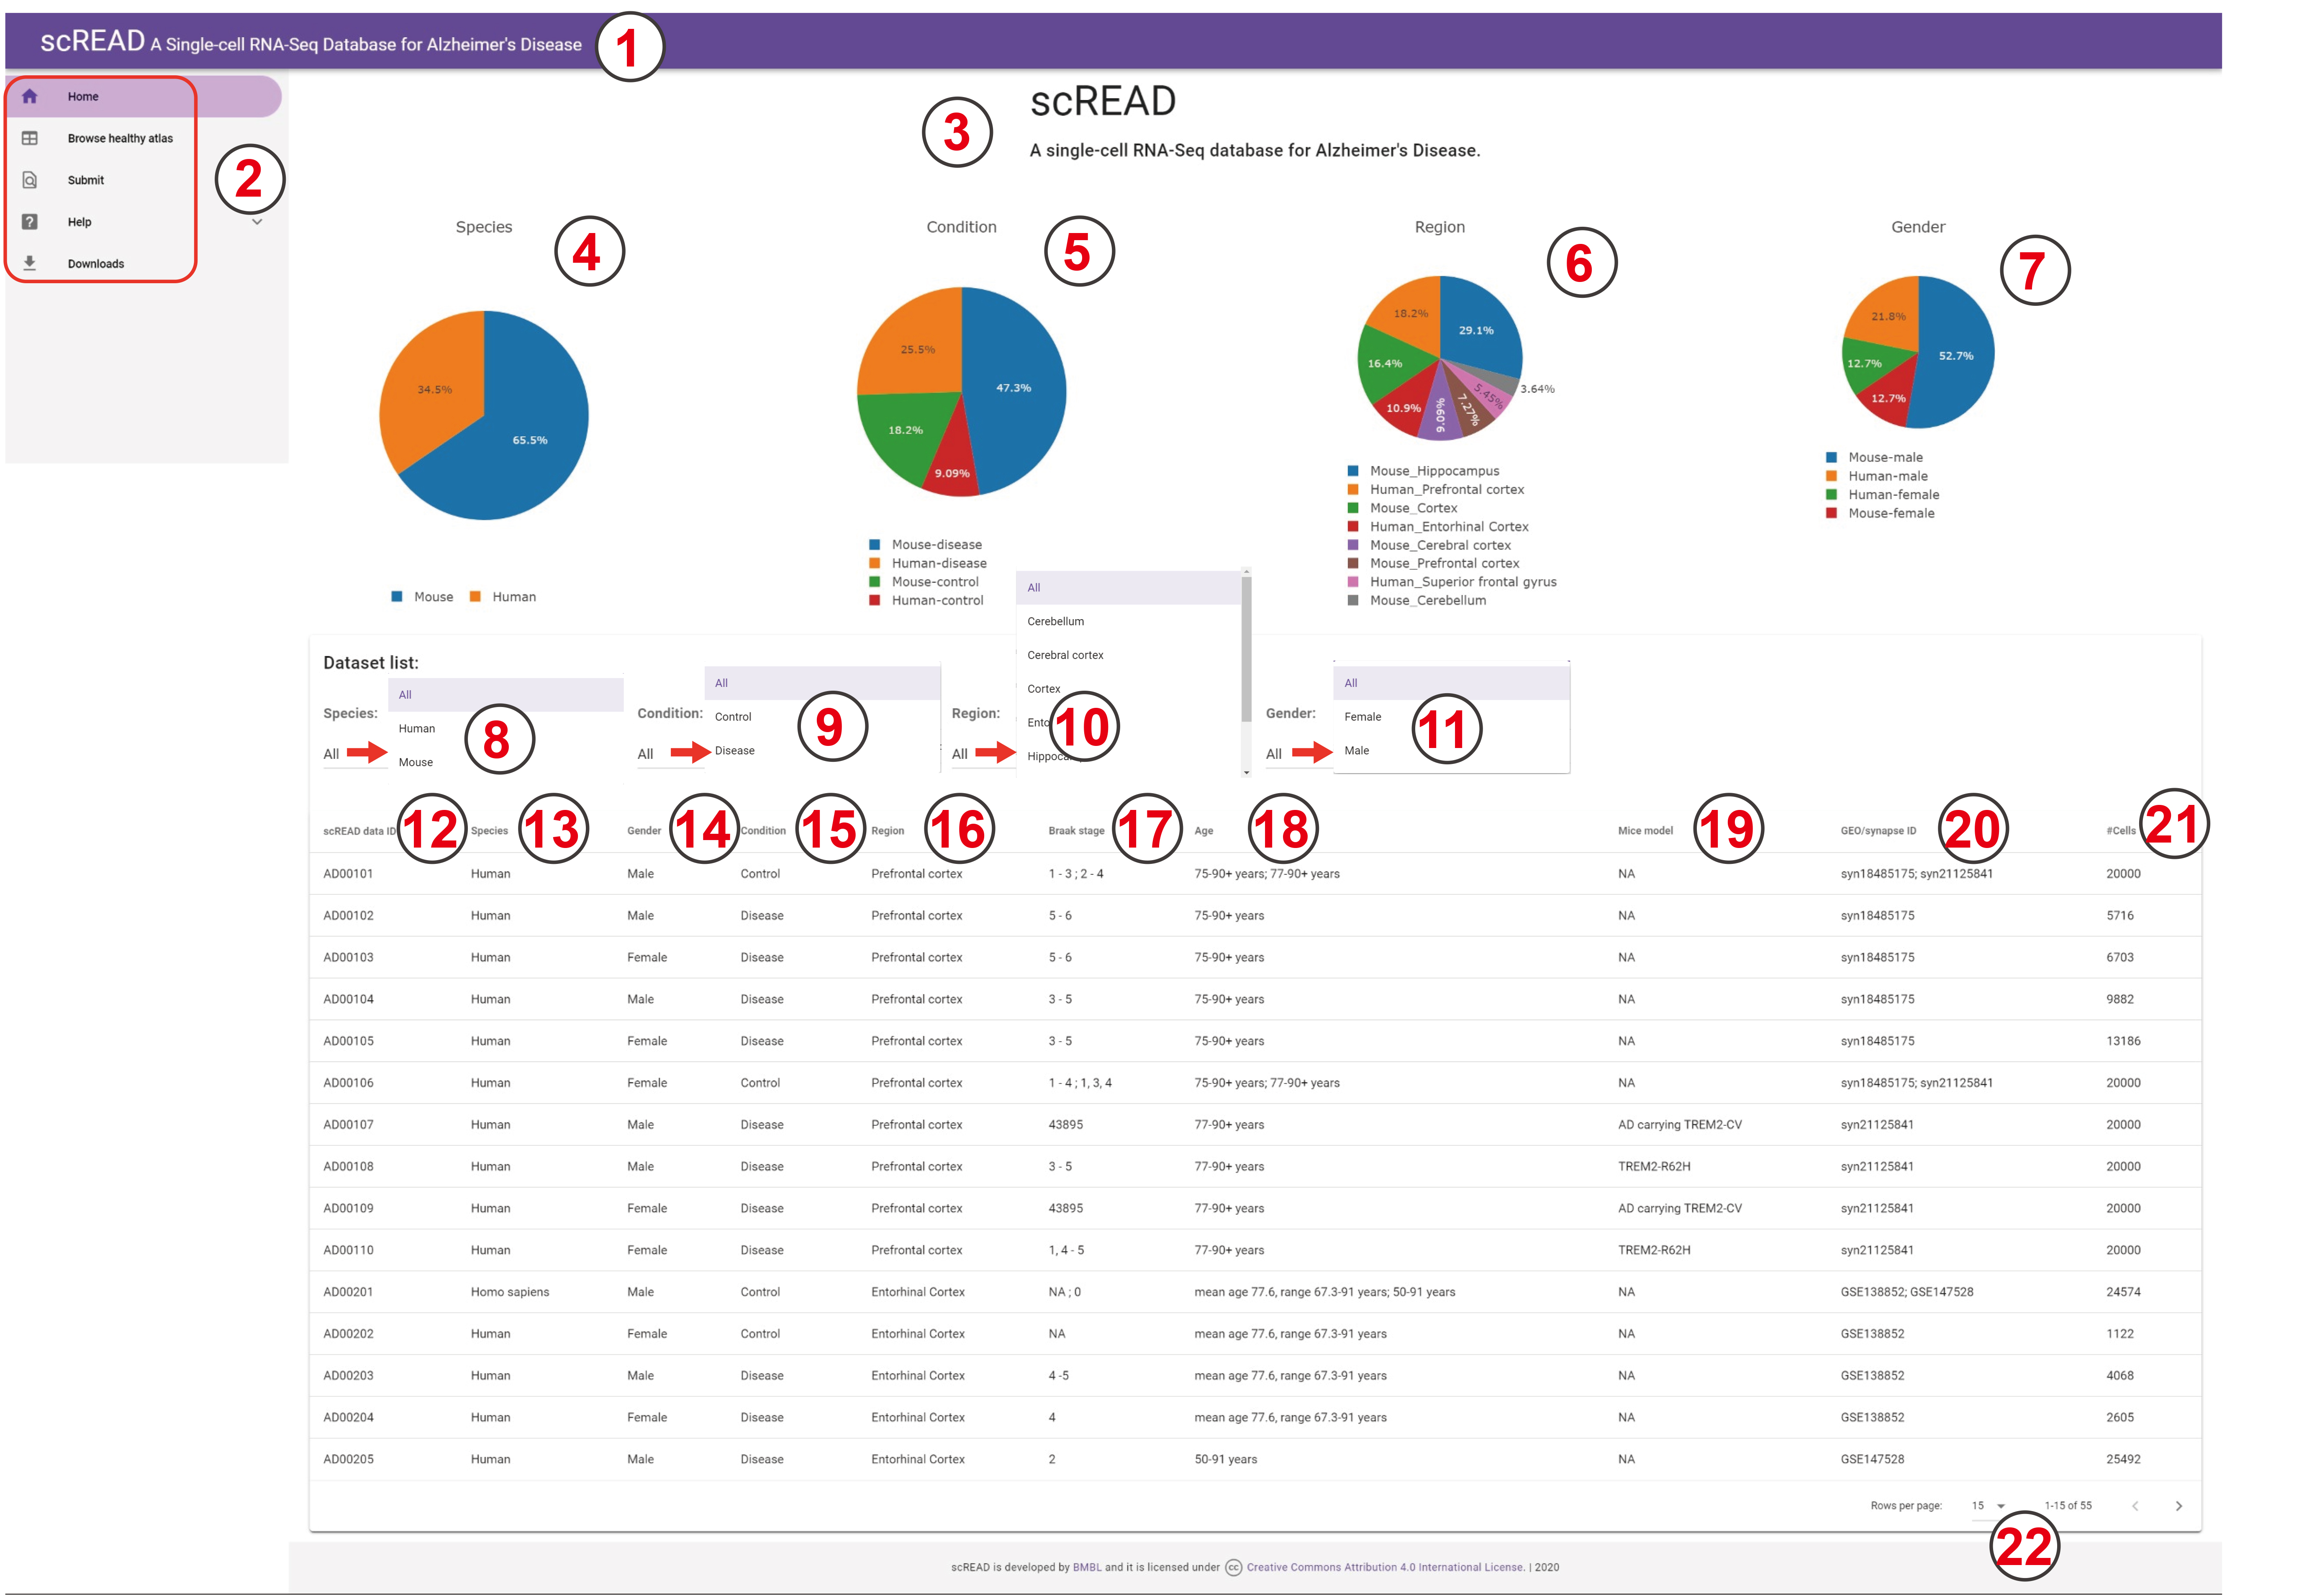 scREAD A Single-cell RNA-Seq Database for Alzheimer's Disease 1
Home
Browse healthy atlas
Submit
Help
Downloads
2
3
scREAD
A single-cell RNA-Seq database for Alzheimer's Disease.
Species 4
34.5%
65.5%
Mouse Human
Condition 5
25.5%
47.3%
18.2%
9.09%
Mouse-disease
Human-disease
Mouse-control
Human-control
Region 6
18.2%
29.1%
16.4%
3.64%
5.45%
7.27%
9.09%
10.9%
Mouse_Hippocampus
Human_Prefrontal cortex
Mouse_Cortex
Human_Entorhinal Cortex
Mouse_Cerebral cortex
Mouse_Prefrontal cortex
Human_Superior frontal gyrus
Mouse_Cerebellum
Gender 7
21.8%
52.7%
12.7%
12.7%
Mouse-male
Human-male
Human-female
Mouse-female
Dataset list:
Species:
All
All
Human
Mouse
8
Condition:
All
All
Control
Disease
9
Region:
All
All
Cerebellum
Cerebral cortex
Cortex
10
Gender:
All
All
Female
Male
11
scREAD data ID 12 Species 13 Gender 14 Condition 15 Region 16 Braak stage 17 Age 18 Mice model 19 GEO/synapse ID 20 #Cells 21
AD00101 Human Male Control Prefrontal cortex 1 - 3 ; 2 - 4 75-90+ years; 77-90+ years NA syn18485175; syn21125841 20000
AD00102 Human Male Disease Prefrontal cortex 5 - 6 75-90+ years NA syn18485175 5716
AD00103 Human Female Disease Prefrontal cortex 5 - 6 75-90+ years NA syn18485175 6703
AD00104 Human Male Disease Prefrontal cortex 3 - 5 75-90+ years NA syn18485175 9882
AD00105 Human Female Disease Prefrontal cortex 3 - 5 75-90+ years NA syn18485175 13186
AD00106 Human Female Control Prefrontal cortex 1 - 4 ; 1, 3, 4 75-90+ years; 77-90+ years NA syn18485175; syn21125841 20000
AD00107 Human Male Disease Prefrontal cortex 43895 77-90+ years AD carrying TREM2-CV syn21125841 20000
AD00108 Human Male Disease Prefrontal cortex 3 - 5 77-90+ years TREM2-R62H syn21125841 20000
AD00109 Human Female Disease Prefrontal cortex 43895 77-90+ years AD carrying TREM2-CV syn21125841 20000
AD00110 Human Female Disease Prefrontal cortex 1, 4 - 5 77-90+ years TREM2-R62H syn21125841 20000
AD00201 Homo sapiens Male Control Entorhinal Cortex NA ; 0 mean age 77.6, range 67.3-91 years; 50-91 years NA GSE138852; GSE147528 24574
AD00202 Human Female Control Entorhinal Cortex NA mean age 77.6, range 67.3-91 years NA GSE138852 1122
AD00203 Human Male Disease Entorhinal Cortex 4 -5 mean age 77.6, range 67.3-91 years NA GSE138852 4068
AD00204 Human Female Disease Entorhinal Cortex 4 mean age 77.6, range 67.3-91 years NA GSE138852 2605
AD00205 Human Male Disease Entorhinal Cortex 2 50-91 years NA GSE147528 25492
Rows per page: 15 1-15 of 55
22
scREAD is developed by BMBL and it is licensed under cc Creative Commons Attribution 4.0 International License. | 2020